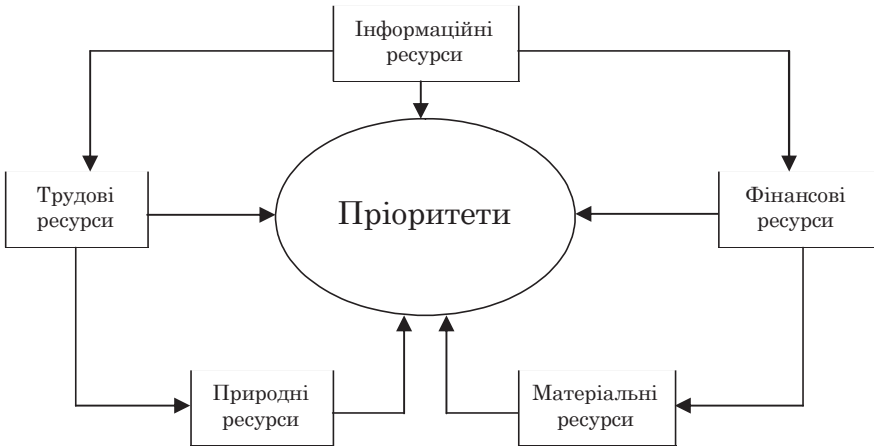 Інформаційні
ресурси
Трудові
ресурси
Пріоритети
Фінансові
ресурси
Природні
ресурси
Матеріальні
ресурси